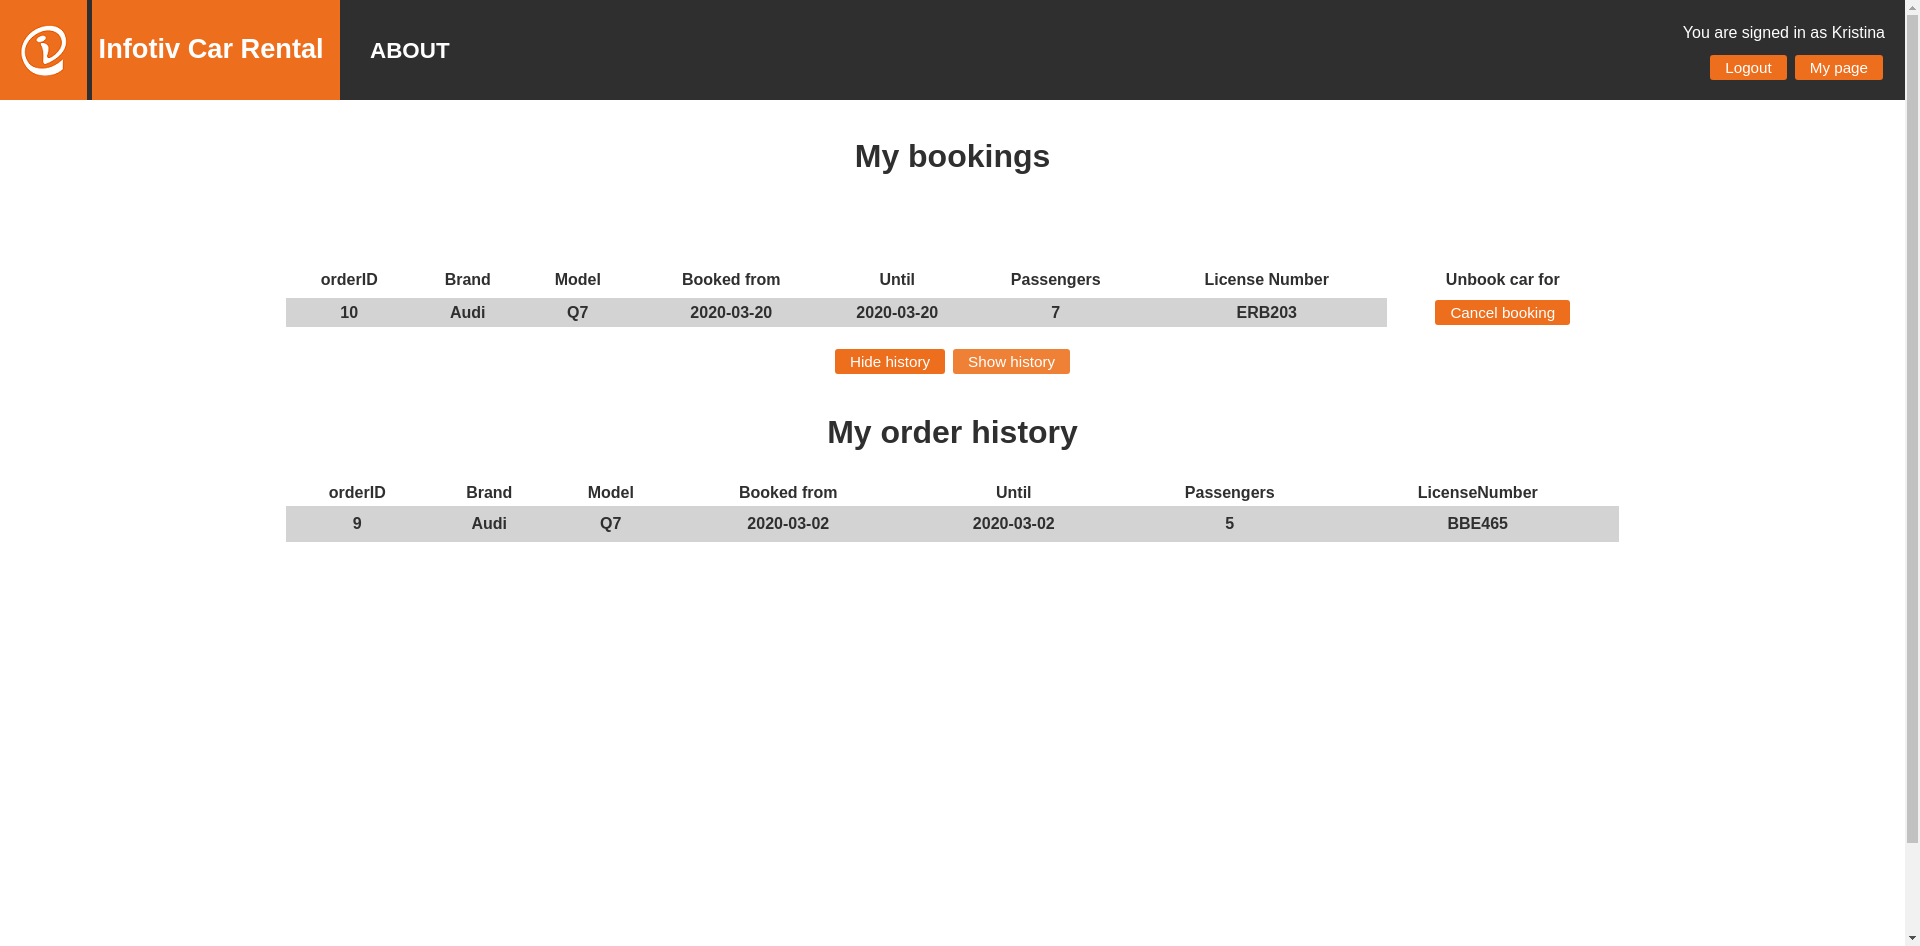 Infotiv Car Rental
ABOUT
You are signed in as Kristina
Logout My page
My bookings
orderID Brand Model Booked from Until Passengers License Number Unbook car for
10 Audi Q7 2020-03-20 2020-03-20 7 ERB203 Cancel booking
Hide history Show history
My order history
orderID Brand Model Booked from Until Passengers LicenseNumber
9 Audi Q7 2020-03-02 2020-03-02 5 BBE465